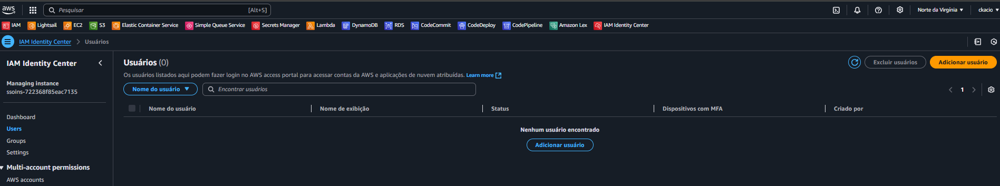 aws Pesquisar [Alt+S] Norte da Virgínia ckacio
IAM Lightsail EC2 S3 Elastic Container Service Simple Queue Service Secrets Manager Lambda DynamoDB RDS CodeCommit CodeDeploy CodePipeline Amazon Lex IAM Identity Center
IAM Identity Center Usuários
IAM Identity Center
Managing instance
ssoins-722368f85eac7135
Dashboard
Users
Groups
Settings
Multi-account permissions
AWS accounts
Usuários (0) Excluir usuários Adicionar usuário
Os usuários listados aqui podem fazer login no AWS access portal para acessar contas da AWS e aplicações de nuvem atribuídas. Learn more
Nome do usuário Encontrar usuários 1
Nome do usuário Nome de exibição Status Dispositivos com MFA Criado por
Nenhum usuário encontrado
Adicionar usuário